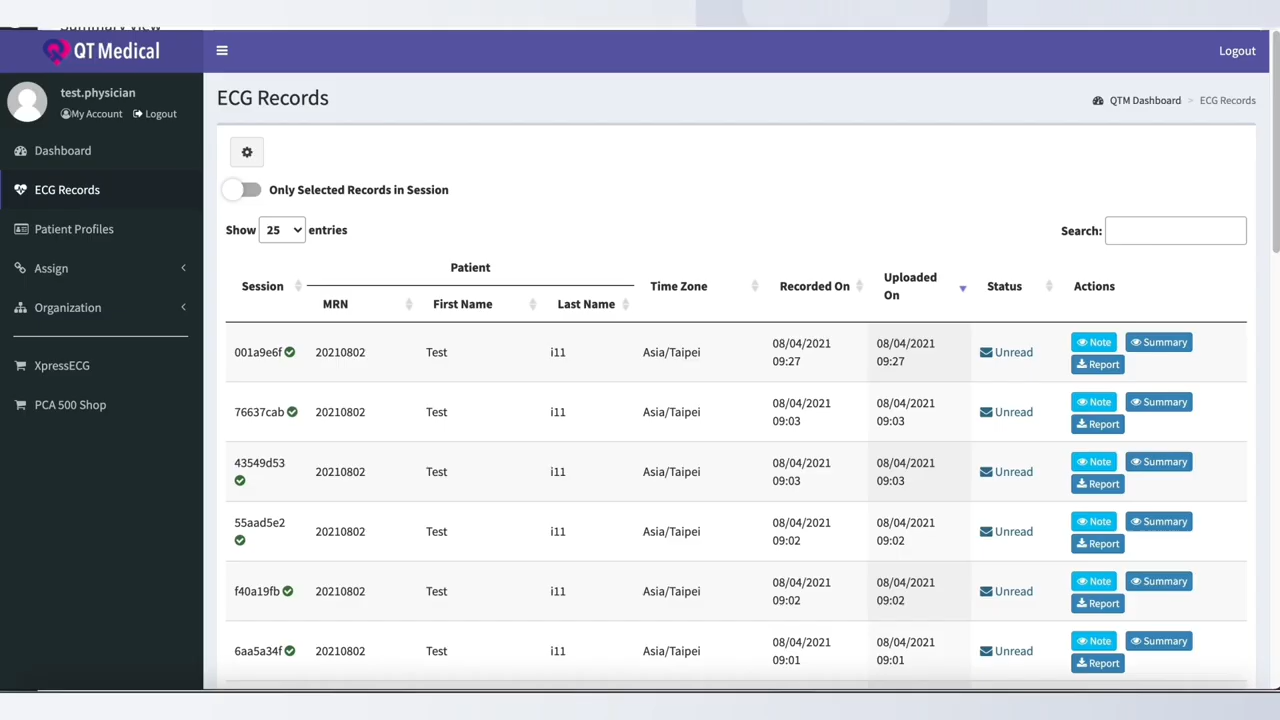 Summary View
QT Medical
Logout
test.physician
My Account Logout
Dashboard
ECG Records
Patient Profiles
Assign
Organization
XpressECG
PCA 500 Shop
ECG Records
QTM Dashboard > ECG Records
Only Selected Records in Session
Show 25 entries
Search:
Session
Patient
MRN
First Name
Last Name
Time Zone
Recorded On
Uploaded
On
Status
Actions
001a9e6f 20210802 Test i11 Asia/Taipei 08/04/2021 08/04/2021 Unread Note Summary
09:27 09:27 Report
76637cab 20210802 Test i11 Asia/Taipei 08/04/2021 08/04/2021 Unread Note Summary
09:03 09:03 Report
43549d53 20210802 Test i11 Asia/Taipei 08/04/2021 08/04/2021 Unread Note Summary
09:03 09:03 Report
55aad5e2 20210802 Test i11 Asia/Taipei 08/04/2021 08/04/2021 Unread Note Summary
09:02 09:02 Report
f40a19fb 20210802 Test i11 Asia/Taipei 08/04/2021 08/04/2021 Unread Note Summary
09:02 09:02 Report
6aa5a34f 20210802 Test i11 Asia/Taipei 08/04/2021 08/04/2021 Unread Note Summary
09:01 09:01 Report